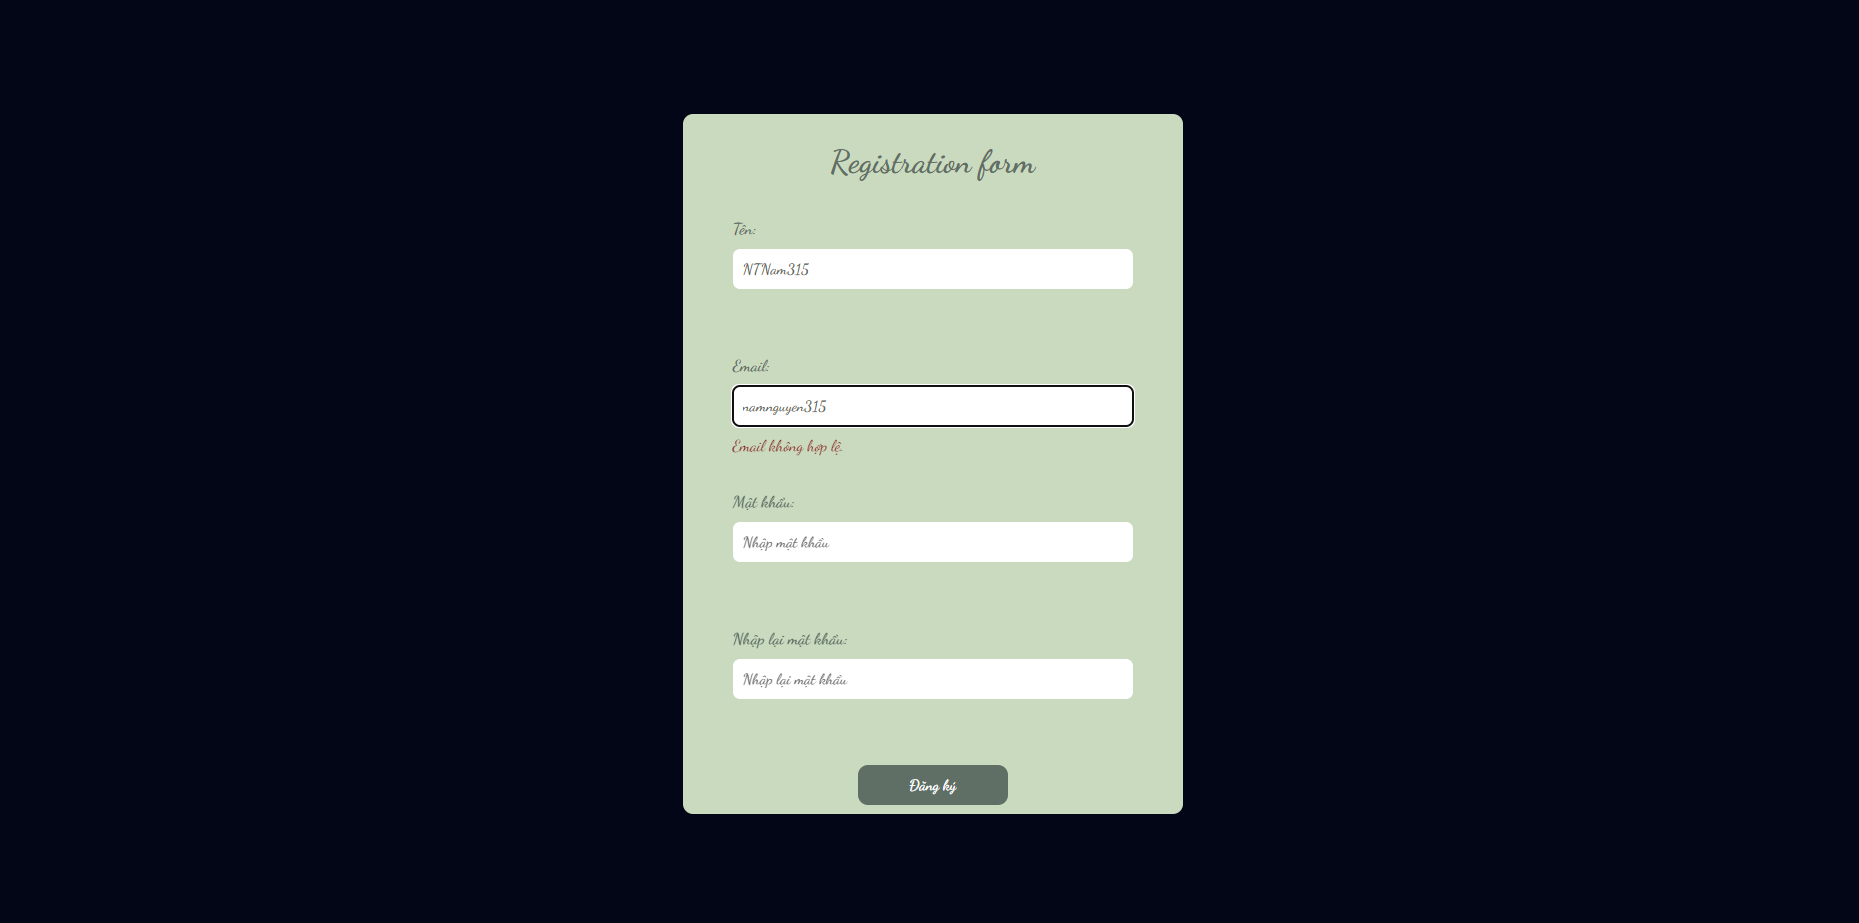 Registration form
Tên:
NTNam315
Email:
namnguyen315
Email không hợp lệ.
Mật khẩu:
Nhập mật khẩu
Nhập lại mật khẩu:
Nhập lại mật khẩu
Đăng ký